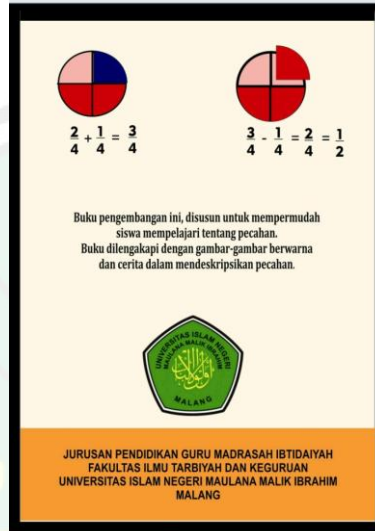 2/4 + 1/4 = 3/4
3/4 - 1/4 = 2/4 = 1/2
Buku pengembangan ini, disusun untuk mempermudah
siswa mempelajari tentang pecahan.
Buku dilengakapi dengan gambar-gambar berwarna
dan cerita dalam mendeskripsikan pecahan.
UNIVERSITAS ISLAM NEGERI
MAULANA MALIK IBRAHIM
MALANG
JURUSAN PENDIDIKAN GURU MADRASAH IBTIDAIYAH
FAKULTAS ILMU TARBIYAH DAN KEGURUAN
UNIVERSITAS ISLAM NEGERI MAULANA MALIK IBRAHIM
MALANG